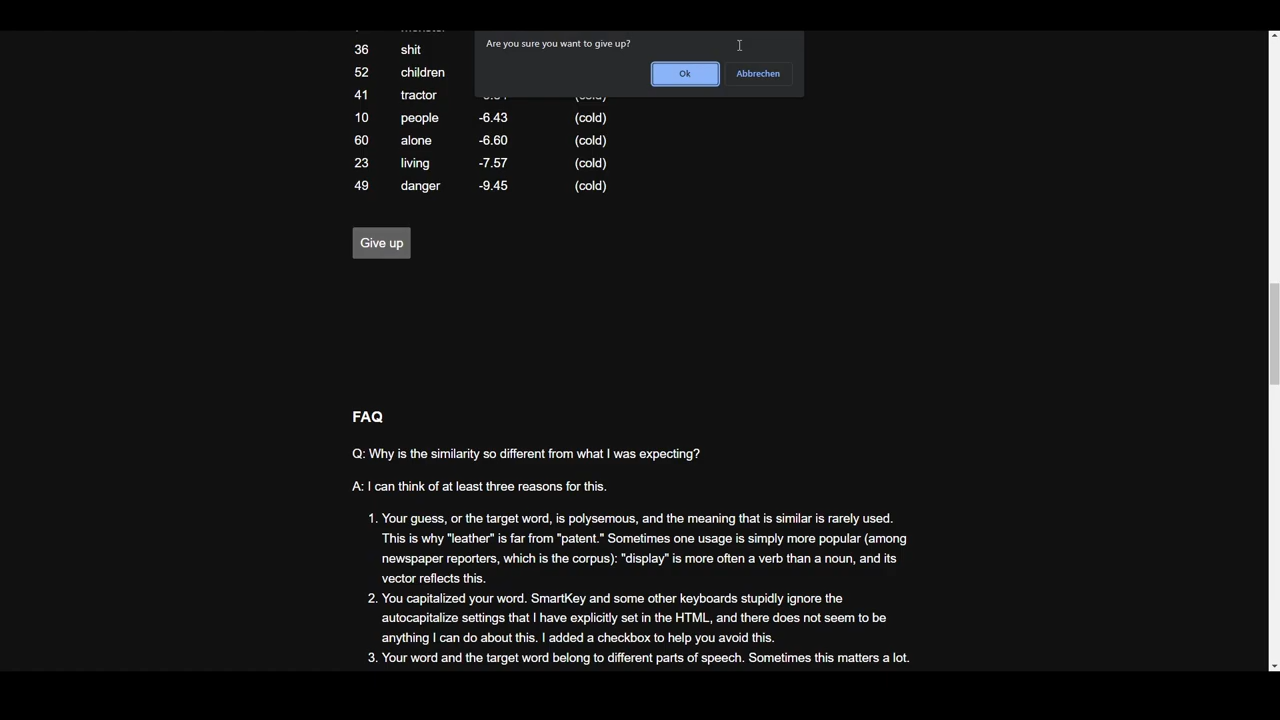 Are you sure you want to give up?
Ok Abbrechen
36 shit
52 children
41 tractor
10 people -6.43 (cold)
60 alone -6.60 (cold)
23 living -7.57 (cold)
49 danger -9.45 (cold)
Give up
FAQ
Q: Why is the similarity so different from what I was expecting?
A: I can think of at least three reasons for this.
1. Your guess, or the target word, is polysemous, and the meaning that is similar is rarely used.
This is why "leather" is far from "patent." Sometimes one usage is simply more popular (among
newspaper reporters, which is the corpus): "display" is more often a verb than a noun, and its
vector reflects this.
2. You capitalized your word. SmartKey and some other keyboards stupidly ignore the
autocapitalize settings that I have explicitly set in the HTML, and there does not seem to be
anything I can do about this. I added a checkbox to help you avoid this.
3. Your word and the target word belong to different parts of speech. Sometimes this matters a lot.